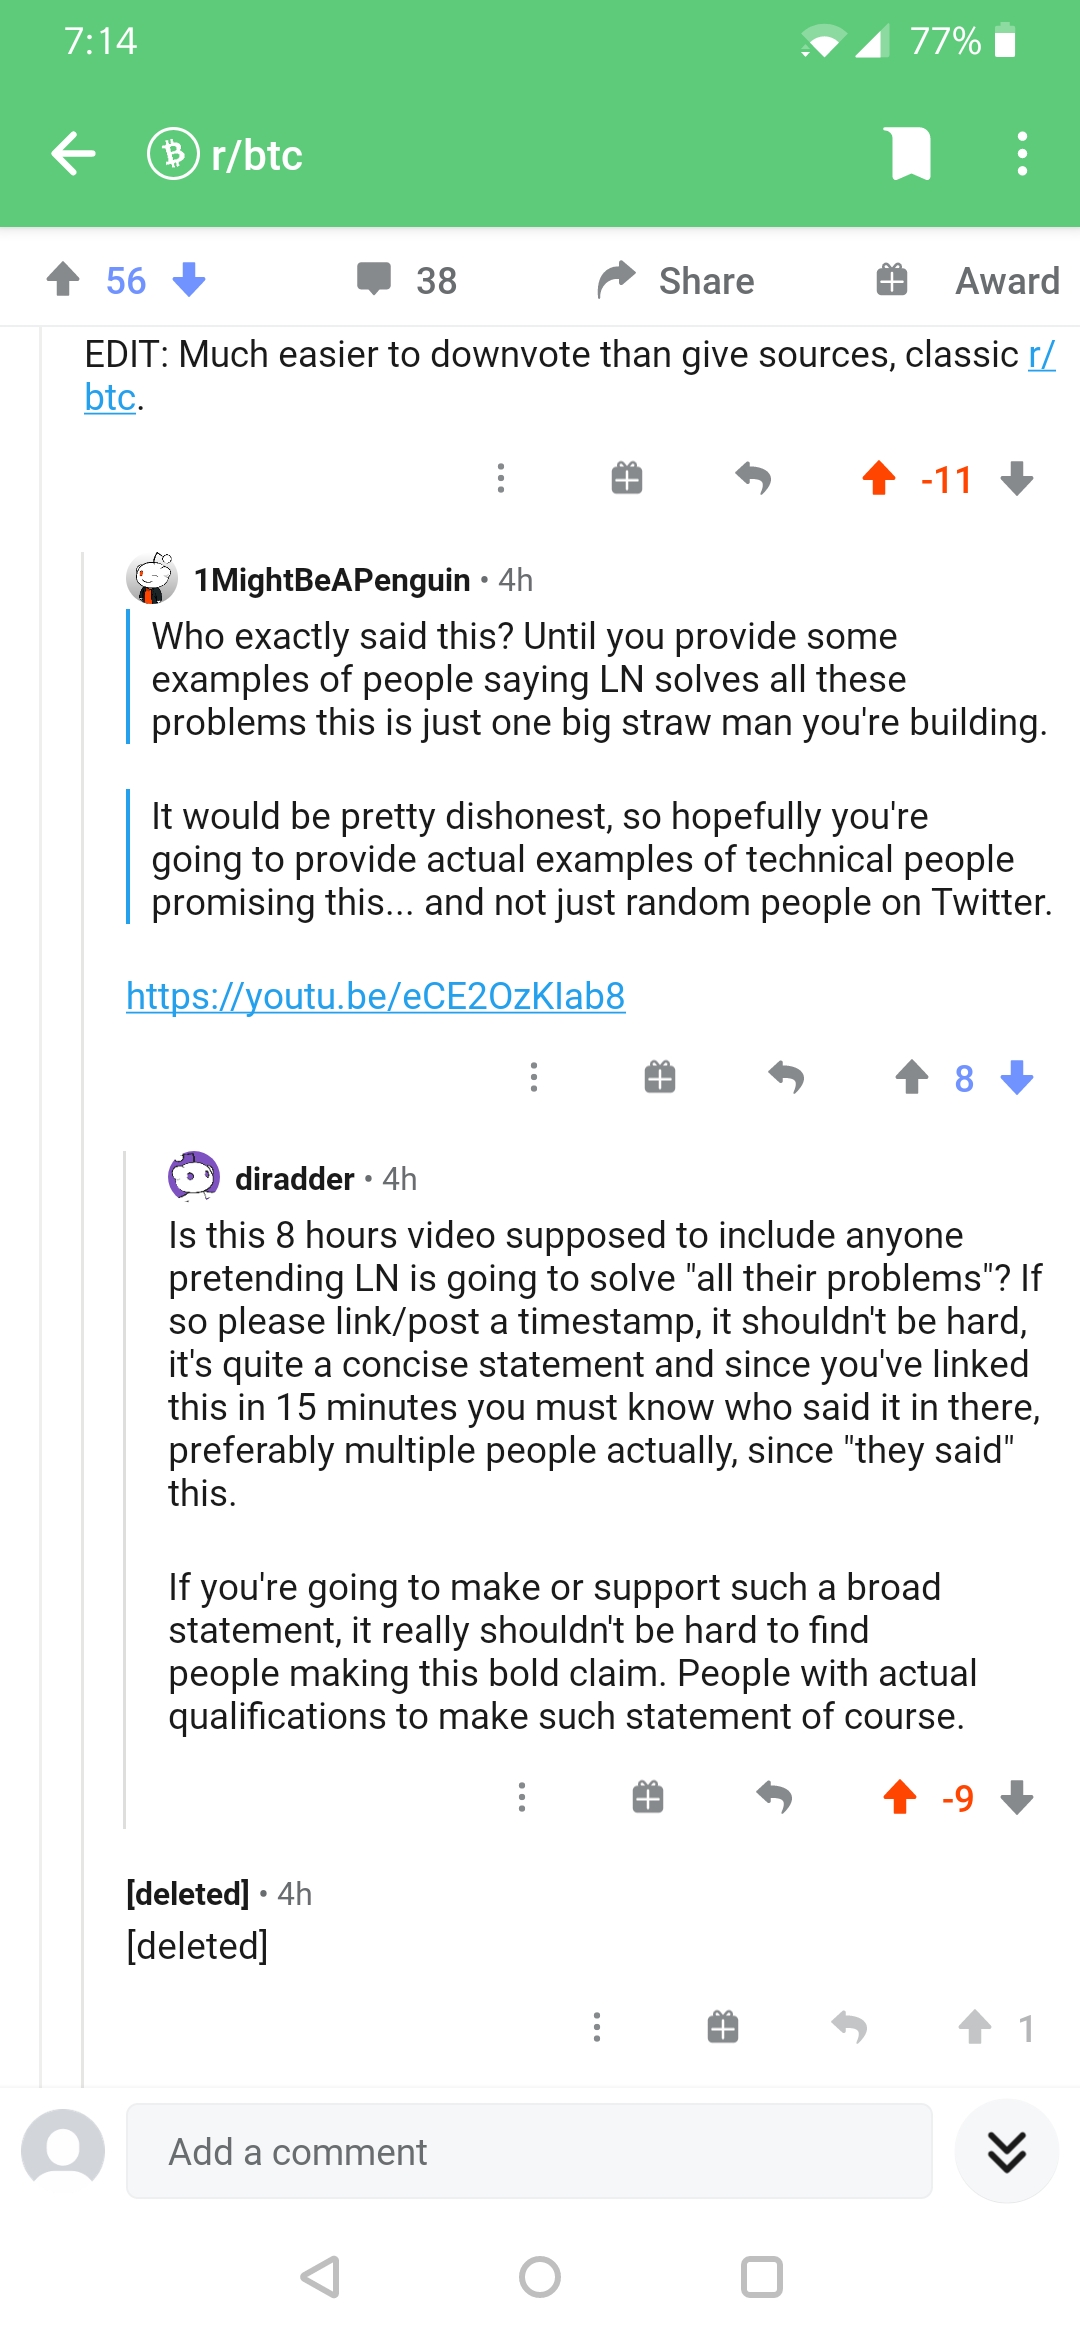 7:14
77%
r/btc
56
38
Share
Award
EDIT: Much easier to downvote than give sources, classic r/
btc.
-11
1MightBeAPenguin • 4h
Who exactly said this? Until you provide some
examples of people saying LN solves all these
problems this is just one big straw man you're building.
It would be pretty dishonest, so hopefully you're
going to provide actual examples of technical people
promising this... and not just random people on Twitter.
https://youtu.be/eCE2OzKIab8
8
diradder • 4h
Is this 8 hours video supposed to include anyone
pretending LN is going to solve "all their problems"? If
so please link/post a timestamp, it shouldn't be hard,
it's quite a concise statement and since you've linked
this in 15 minutes you must know who said it in there,
preferably multiple people actually, since "they said"
this.
If you're going to make or support such a broad
statement, it really shouldn't be hard to find
people making this bold claim. People with actual
qualifications to make such statement of course.
-9
[deleted] • 4h
[deleted]
1
Add a comment